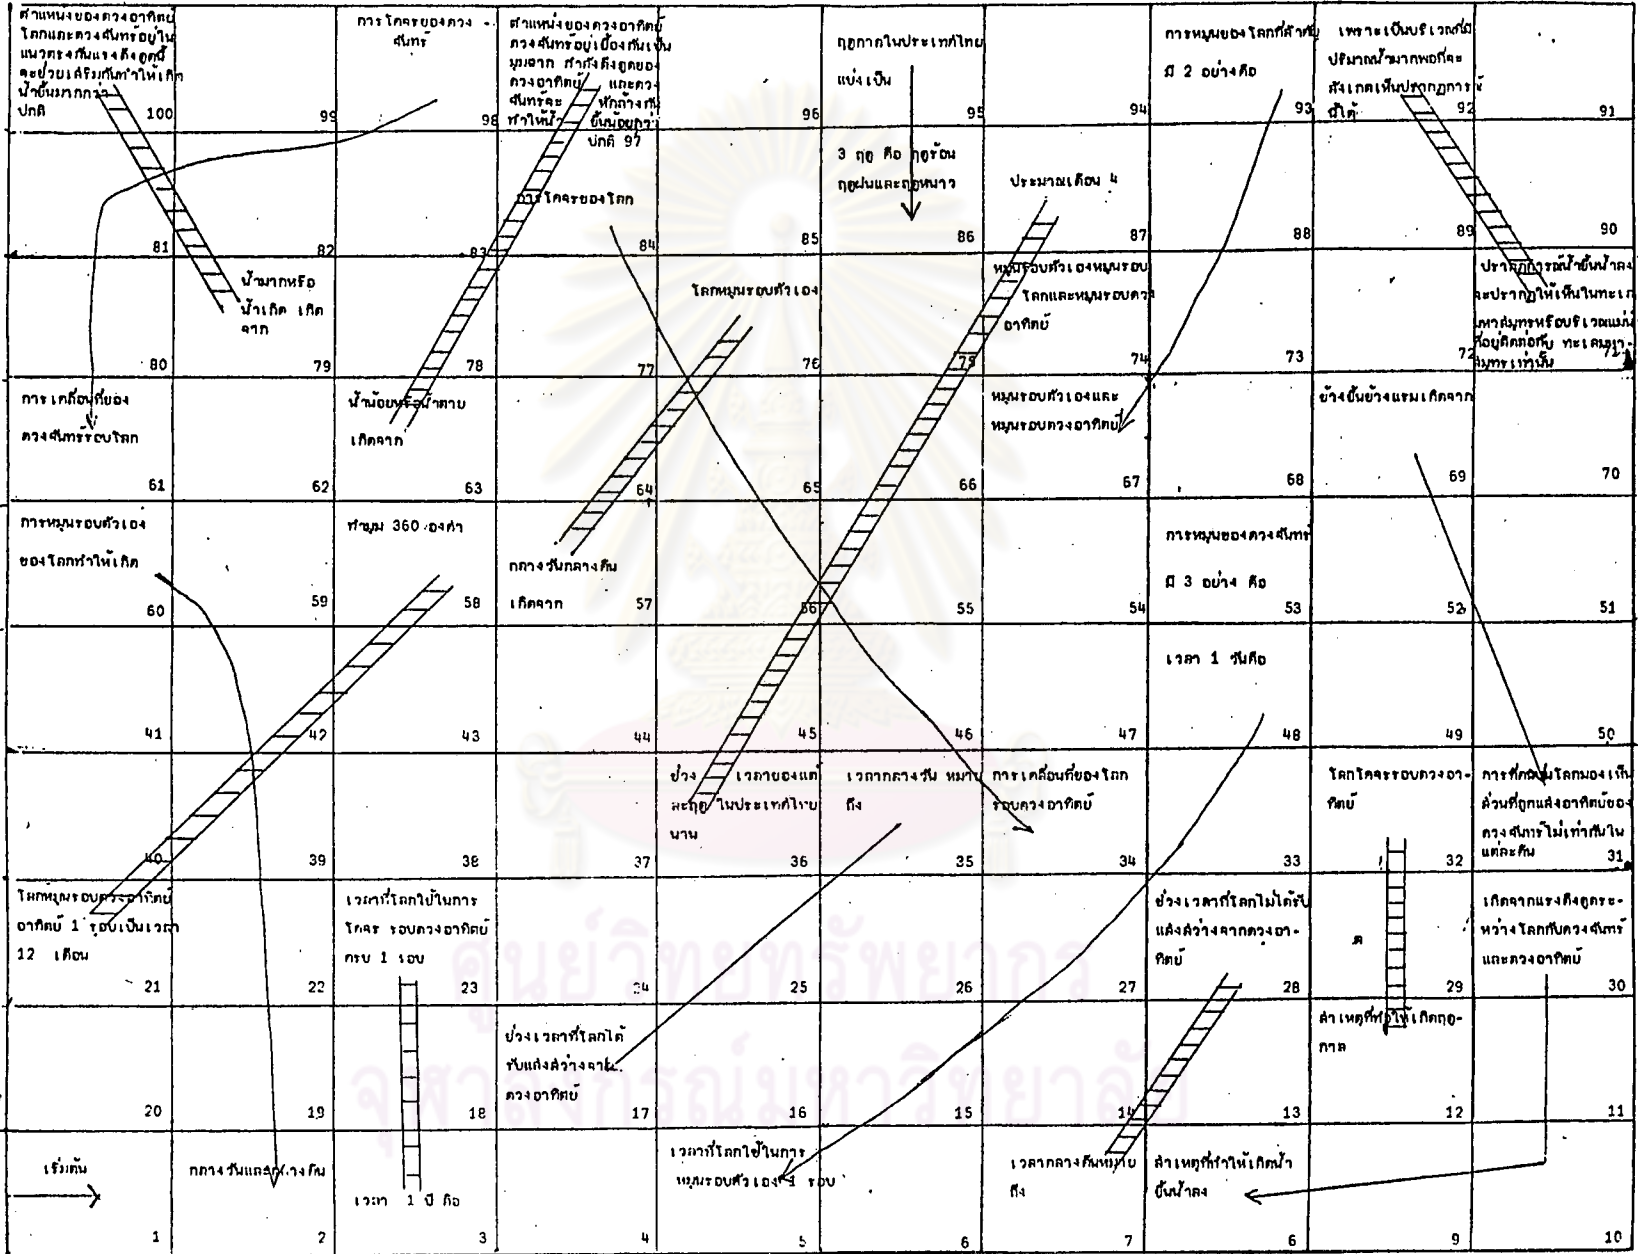 ตำแหน่งของดวงอาทิตย์
โลกและดวงจันทร์อยู่ใน
แนวตรงกันแรงดึงดูดนี้
จะช่วยเสริมกันทำให้เกิด
น้ำขึ้นมากกว่า
ปกติ
100
99
การโคจรของดวง -
จันทร์
98
ตำแหน่งของดวงอาทิตย์
ดวงจันทร์อยู่เยื้องกันเป็น
มุมฉาก กำลังดึงดูดของ
ดวงอาทิตย์ และดวง
จันทร์จะ หักล้างกัน
ทำให้น้ำ ขึ้นน้อยกว่า
ปกติ 97
96
ฤดูกาลในประเทศไทย
แบ่งเป็น
95
94
การหมุนของโลกที่สำคัญ
มี 2 อย่างคือ
93
เพราะเป็นบริเวณที่มี
ปริมาณน้ำมากพอที่จะ
สังเกตเห็นปรากฏการณ์
นี้ได้
92
91
81
82
83
การโคจรของโลก
84
85
3 ฤดู คือ ฤดูร้อน
ฤดูฝนและฤดูหนาว
86
ประมาณเดือน 4
87
88
89
90
80
น้ำมากหรือ
น้ำเกิด เกิด
จาก
79
78
77
โลกหมุนรอบตัวเอง
76
75
หมุนรอบตัวเองหมุนรอบ
โลกและหมุนรอบดวง
อาทิตย์
74
73
72
ปรากฏการณ์น้ำขึ้นน้ำลง
จะปรากฏให้เห็นในทะเล
มหาสมุทรหรือบริเวณแม่น้ำ
ที่อยู่ติดต่อกับ ทะเลมหา-
สมุทรเท่านั้น
71
การเคลื่อนที่ของ
ดวงจันทร์รอบโลก
61
62
น้ำน้อยหรือน้ำตาย
เกิดจาก
63
64
65
66
หมุนรอบตัวเองและ
หมุนรอบดวงอาทิตย์
67
68
ข้างขึ้นข้างแรมเกิดจาก
69
70
การหมุนรอบตัวเอง
ของโลกทำให้เกิด
60
59
ทำมุม 360 องศา
58
กลางวันกลางคืน
เกิดจาก
57
56
55
54
การหมุนของดวงจันทร์
มี 3 อย่าง คือ
53
52
51
41
42
43
44
45
46
47
เวลา 1 วันคือ
48
49
50
40
39
38
37
ช่วง เวลาของแต่
ละฤดู ในประเทศไทย
นาน
36
เวลากลางวัน หมาย
ถึง
35
การเคลื่อนที่ของโลก
รอบดวงอาทิตย์
34
33
โลกโคจรรอบดวงอา-
ทิตย์
32
การที่คนบนโลกมองเห็น
ส่วนที่ถูกแสงอาทิตย์ของ
ดวงจันทร์ไม่เท่ากันใน
แต่ละคืน
31
โลกหมุนรอบดวงอาทิตย์
อาทิตย์ 1 รอบเป็นเวลา
12 เดือน
21
22
เวลาที่โลกใช้ในการ
โคจร รอบดวงอาทิตย์
ครบ 1 รอบ
23
24
25
26
27
ช่วงเวลาที่โลกไม่ได้รับ
แสงสว่างจากดวงอา-
ทิตย์
28
29
เกิดจากแรงดึงดูดระ-
หว่างโลกกับดวงจันทร์
และดวงอาทิตย์
30
20
19
18
ช่วงเวลาที่โลกได้
รับแสงสว่างจาก
ดวงอาทิตย์
17
16
15
14
13
สาเหตุที่ทำให้เกิดฤดู-
กาล
12
11
เริ่มต้น
1
กลางวันและกลางคืน
2
เวลา 1 ปี คือ
3
4
เวลาที่โลกใช้ในการ
หมุนรอบตัวเอง 1 รอบ
5
6
เวลากลางคืนหมาย
ถึง
7
สาเหตุที่ทำให้เกิดน้ำ
ขึ้นน้ำลง
6
9
10
ศูนย์วิทยทรัพยากร
จุฬาลงกรณ์มหาวิทยาลัย